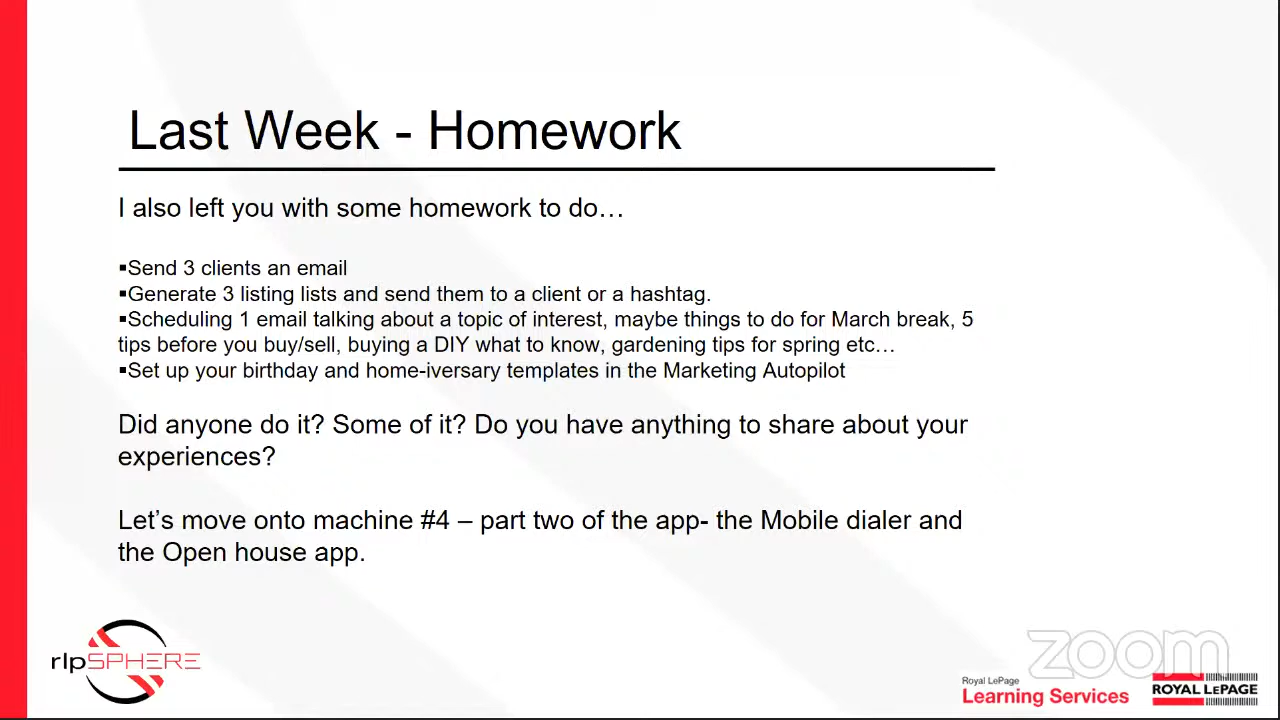 Last Week - Homework
I also left you with some homework to do…
▪Send 3 clients an email
▪Generate 3 listing lists and send them to a client or a hashtag.
▪Scheduling 1 email talking about a topic of interest, maybe things to do for March break, 5
tips before you buy/sell, buying a DIY what to know, gardening tips for spring etc…
▪Set up your birthday and home-iversary templates in the Marketing Autopilot
Did anyone do it? Some of it? Do you have anything to share about your
experiences?
Let’s move onto machine #4 – part two of the app- the Mobile dialer and
the Open house app.
rlpSPHERE
zoom
Royal LePage
Learning Services
ROYAL LEPAGE